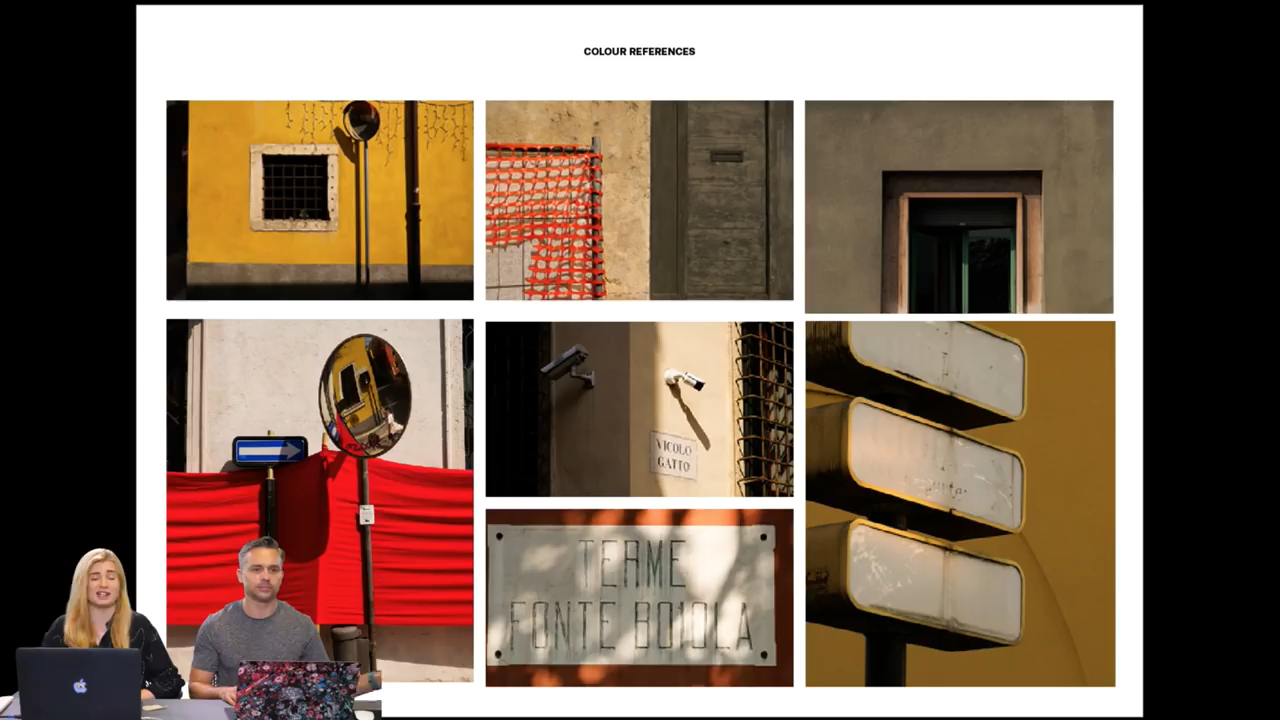 COLOUR REFERENCES
VICOLO
GATTO
TERME
FONTE BOIOLA